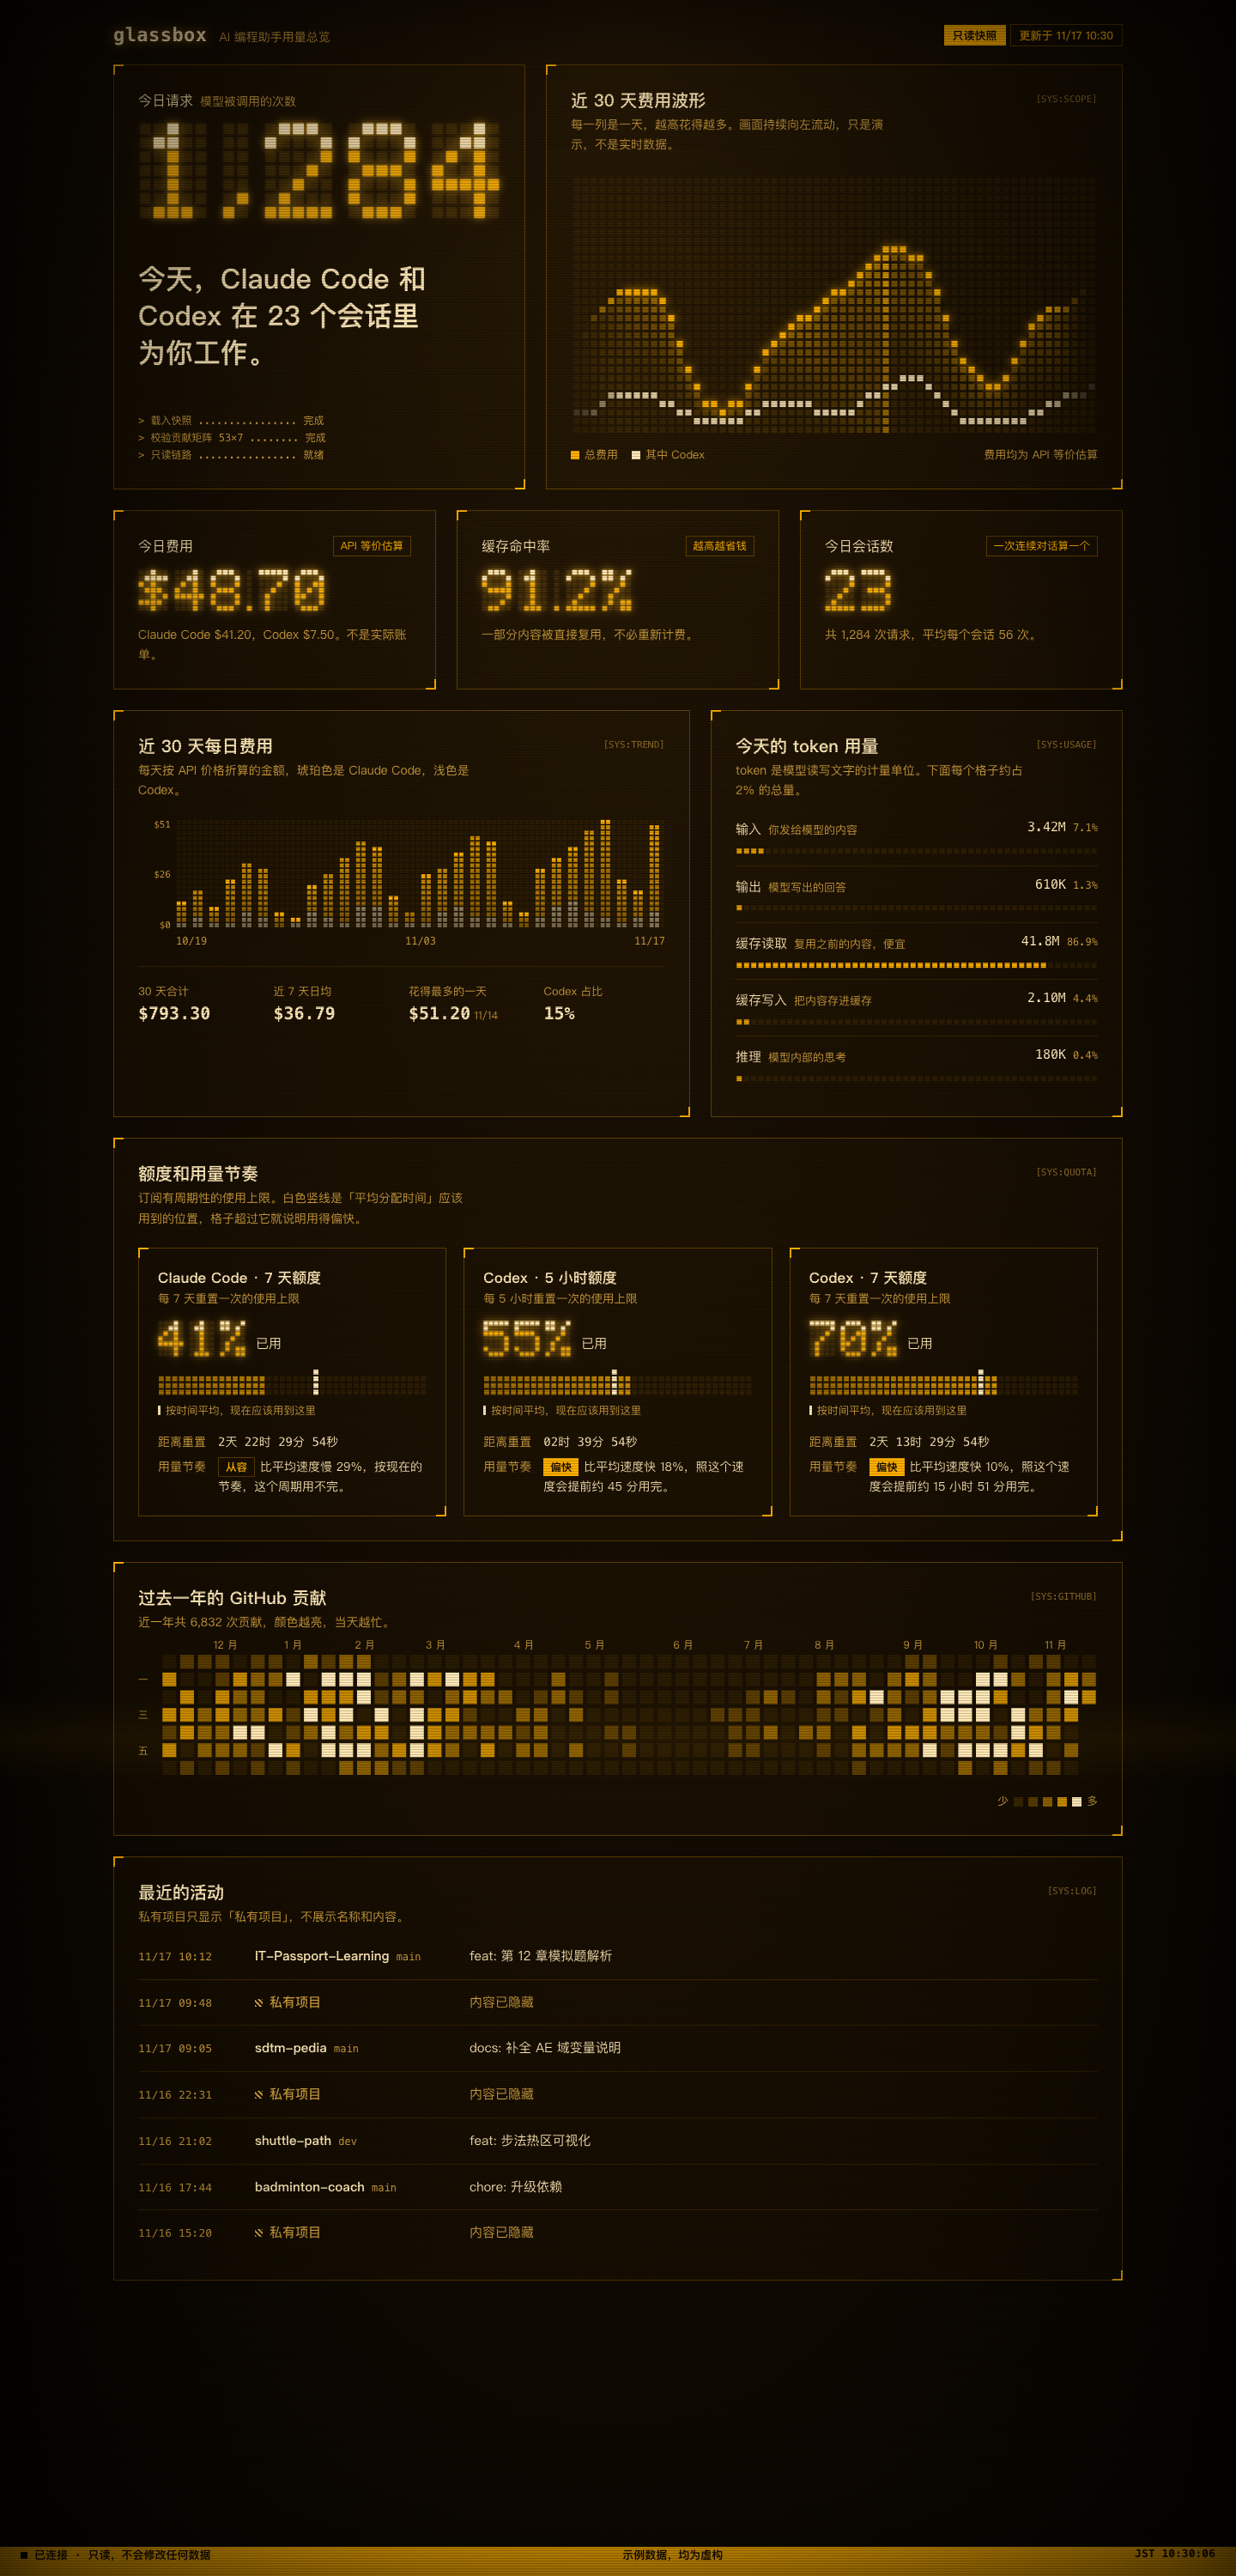 glassbox AI 编程助手用量总览
只读快照 更新于 11/17 10:30
今日请求 模型被调用的次数
1,284
今天，Claude Code 和
Codex 在 23 个会话里
为你工作。
> 载入快照 ................ 完成
> 校验贡献矩阵 53×7 ........ 完成
> 只读链路 ................ 就绪
近 30 天费用波形 [SYS:SCOPE]
每一列是一天，越高花得越多。画面持续向左流动，只是演
示，不是实时数据。
总费用 其中 Codex 费用均为 API 等价估算
今日费用 API 等价估算
$48.70
Claude Code $41.20，Codex $7.50。不是实际账
单。
缓存命中率 越高越省钱
91.2%
一部分内容被直接复用，不必重新计费。
今日会话数 一次连续对话算一个
23
共 1,284 次请求，平均每个会话 56 次。
近 30 天每日费用 [SYS:TREND]
每天按 API 价格折算的金额，琥珀色是 Claude Code，浅色是
Codex。
$51
$26
$0
10/19 11/03 11/17
30 天合计 近 7 天日均 花得最多的一天 Codex 占比
$793.30 $36.79 $51.20 11/14 15%
今天的 token 用量 [SYS:USAGE]
token 是模型读写文字的计量单位。下面每个格子约占
2% 的总量。
输入 你发给模型的内容 3.42M 7.1%
输出 模型写出的回答 610K 1.3%
缓存读取 复用之前的内容，便宜 41.8M 86.9%
缓存写入 把内容存进缓存 2.10M 4.4%
推理 模型内部的思考 180K 0.4%
额度和用量节奏 [SYS:QUOTA]
订阅有周期性的使用上限。白色竖线是「平均分配时间」应该
用到的位置，格子超过它就说明用得偏快。
Claude Code · 7 天额度
每 7 天重置一次的使用上限
41% 已用
按时间平均，现在应该用到这里
距离重置 2天 22时 29分 54秒
用量节奏 从容 比平均速度慢 29%，按现在的
节奏，这个周期用不完。
Codex · 5 小时额度
每 5 小时重置一次的使用上限
55% 已用
按时间平均，现在应该用到这里
距离重置 02时 39分 54秒
用量节奏 偏快 比平均速度快 18%，照这个速
度会提前约 45 分用完。
Codex · 7 天额度
每 7 天重置一次的使用上限
70% 已用
按时间平均，现在应该用到这里
距离重置 2天 13时 29分 54秒
用量节奏 偏快 比平均速度快 10%，照这个速
度会提前约 15 小时 51 分用完。
过去一年的 GitHub 贡献 [SYS:GITHUB]
近一年共 6,832 次贡献，颜色越亮，当天越忙。
12 月 1 月 2 月 3 月 4 月 5 月 6 月 7 月 8 月 9 月 10 月 11 月
一
三
五
少 多
最近的活动 [SYS:LOG]
私有项目只显示「私有项目」，不展示名称和内容。
11/17 10:12 IT-Passport-Learning main feat: 第 12 章模拟题解析
11/17 09:48 私有项目 内容已隐藏
11/17 09:05 sdtm-pedia main docs: 补全 AE 域变量说明
11/16 22:31 私有项目 内容已隐藏
11/16 21:02 shuttle-path dev feat: 步法热区可视化
11/16 17:44 badminton-coach main chore: 升级依赖
11/16 15:20 私有项目 内容已隐藏
已连接 · 只读，不会修改任何数据 示例数据，均为虚构 JST 10:30:06